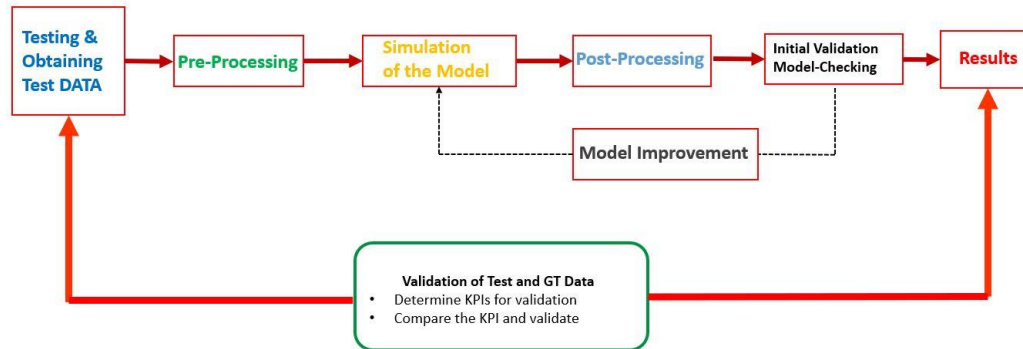 Testing &
Obtaining
Test DATA
Pre-Processing
Simulation
of the Model
Post-Processing
Initial Validation
Model-Checking
Results
Model Improvement
Validation of Test and GT Data
• Determine KPIs for validation
• Compare the KPI and validate